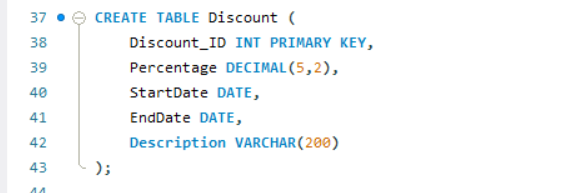 37 CREATE TABLE Discount (
38 Discount_ID INT PRIMARY KEY,
39 Percentage DECIMAL(5,2),
40 StartDate DATE,
41 EndDate DATE,
42 Description VARCHAR(200)
43 );